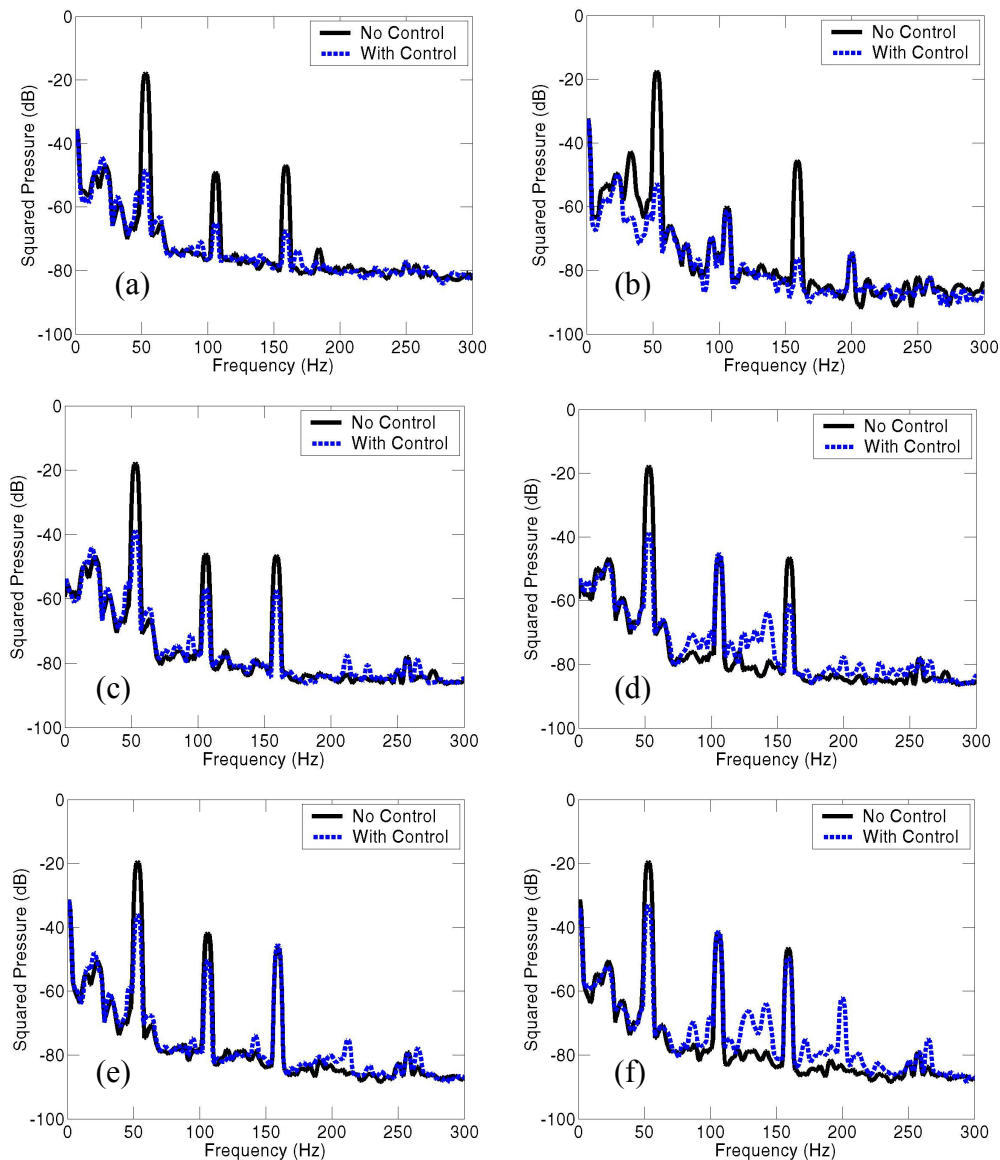 0
-20
-40
-60
-80
-100
Squared Pressure (dB)
No Control
With Control
(a)
0 50 100 150 200 250 300
Frequency (Hz)
0
-20
-40
-60
-80
-100
Squared Pressure (dB)
No Control
With Control
(b)
0 50 100 150 200 250 300
Frequency (Hz)
0
-20
-40
-60
-80
-100
Squared Pressure (dB)
No Control
With Control
(c)
0 50 100 150 200 250 300
Frequency (Hz)
0
-20
-40
-60
-80
-100
Squared Pressure (dB)
No Control
With Control
(d)
0 50 100 150 200 250 300
Frequency (Hz)
0
-20
-40
-60
-80
-100
Squared Pressure (dB)
No Control
With Control
(e)
0 50 100 150 200 250 300
Frequency (Hz)
0
-20
-40
-60
-80
-100
Squared Pressure (dB)
No Control
With Control
(f)
0 50 100 150 200 250 300
Frequency (Hz)